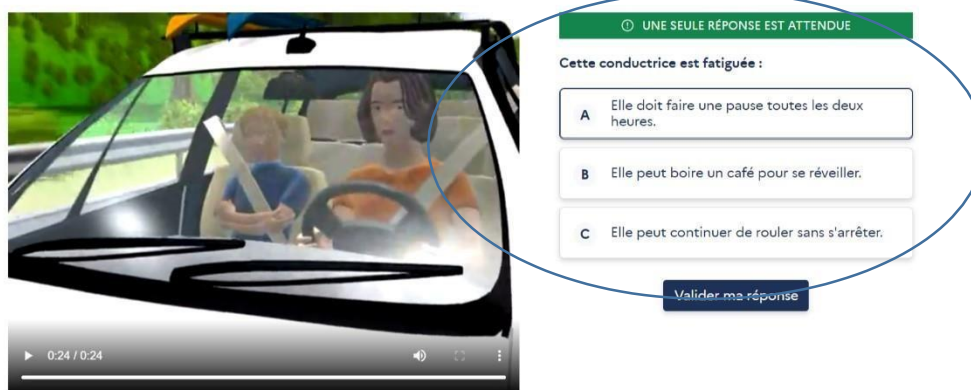 UNE SEULE RÉPONSE EST ATTENDUE
Cette conductrice est fatiguée :
A Elle doit faire une pause toutes les deux
heures.
B Elle peut boire un café pour se réveiller.
C Elle peut continuer de rouler sans s'arrêter.
Valider ma réponse
0:24 / 0:24